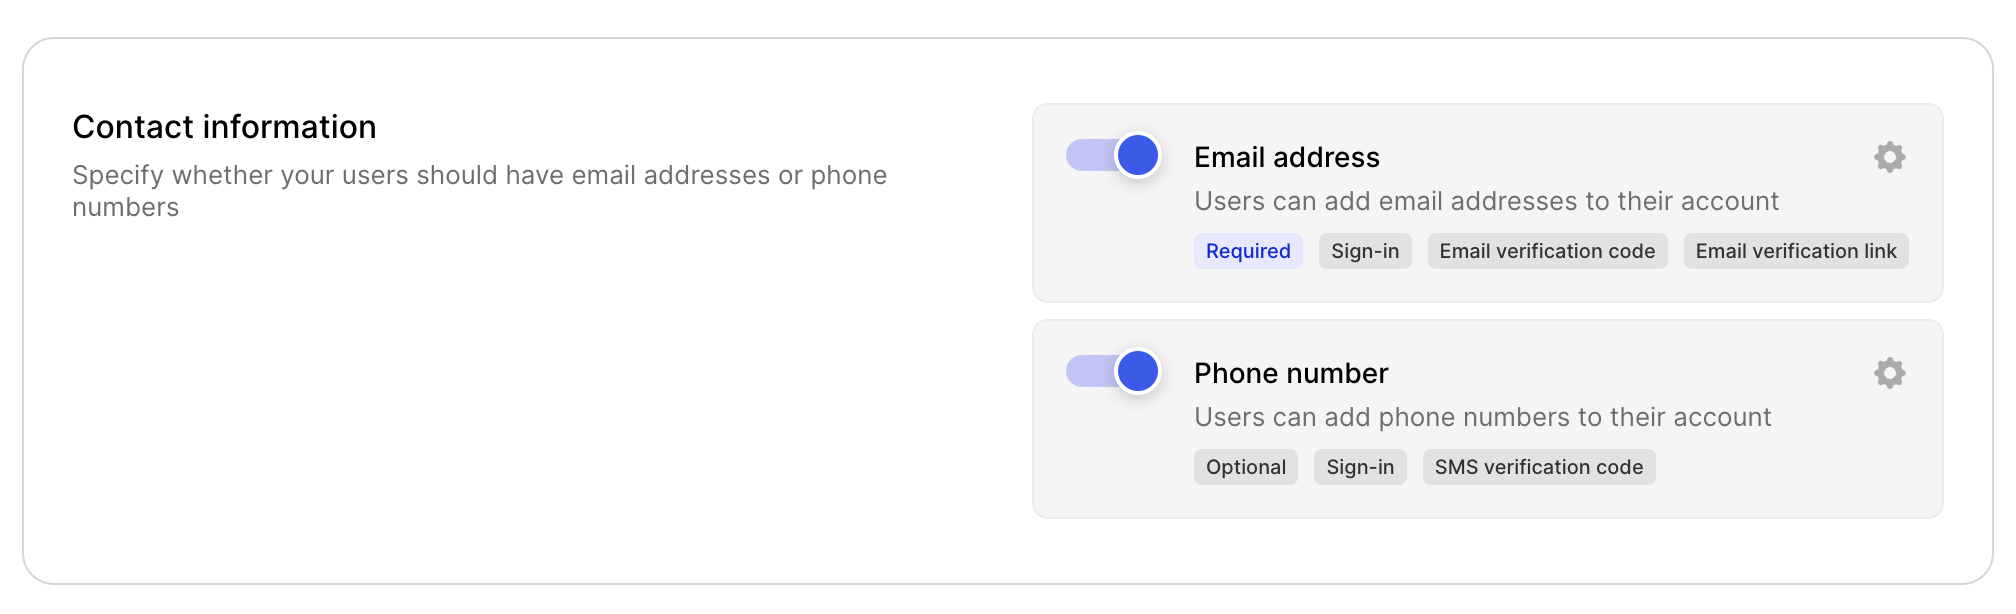 Contact information
Specify whether your users should have email addresses or phone
numbers
Email address
Users can add email addresses to their account
Required Sign-in Email verification code Email verification link
Phone number
Users can add phone numbers to their account
Optional Sign-in SMS verification code